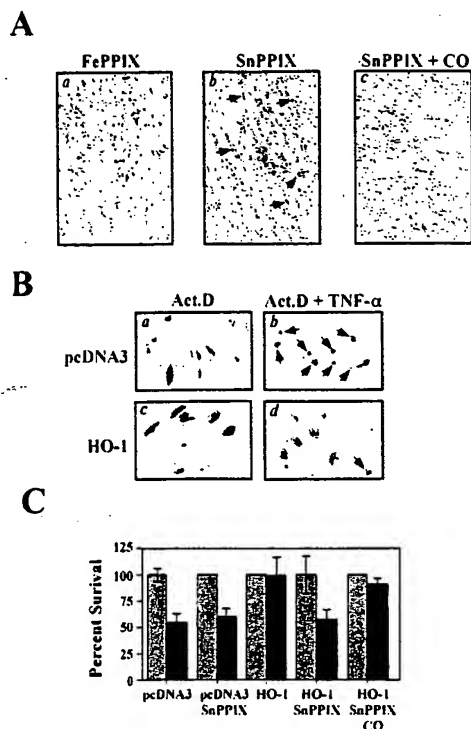 A
FePPIX
SnPPIX
SnPPIX + CO
a
b
c
B
Act.D
Act.D + TNF-α
pcDNA3
a
b
HO-1
c
d
C
Percent Surival
125
100
75
50
25
0
pcDNA3
pcDNA3 SnPPIX
HO-1
HO-1 SnPPIX
HO-1 SnPPIX CO